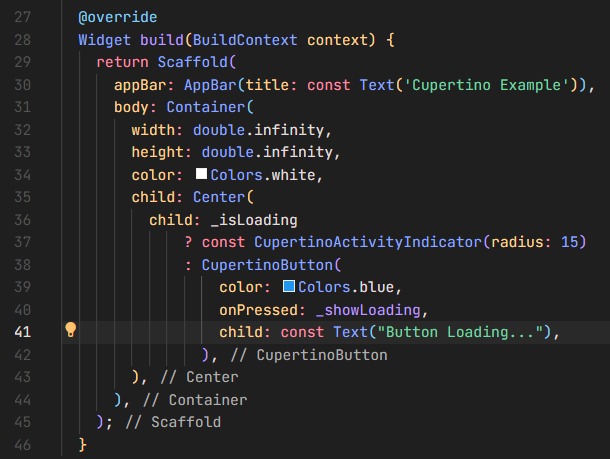 27 @override
28 Widget build(BuildContext context) {
29 return Scaffold(
30 appBar: AppBar(title: const Text('Cupertino Example')),
31 body: Container(
32 width: double.infinity,
33 height: double.infinity,
34 color: Colors.white,
35 child: Center(
36 child: _isLoading
37 ? const CupertinoActivityIndicator(radius: 15)
38 : CupertinoButton(
39 color: Colors.blue,
40 onPressed: _showLoading,
41 child: const Text("Button Loading..."),
42 ), // CupertinoButton
43 ), // Center
44 ), // Container
45 ); // Scaffold
46 }